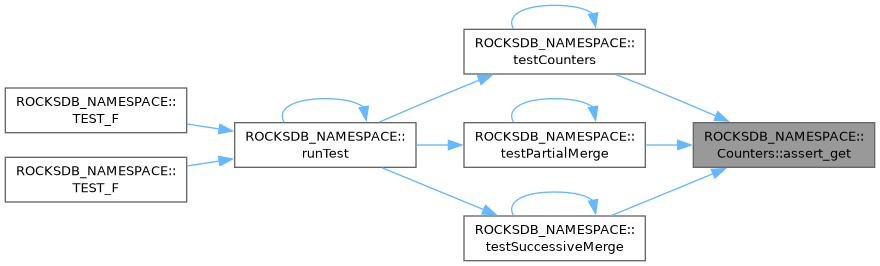 ROCKSDB_NAMESPACE::
TEST_F
ROCKSDB_NAMESPACE::
TEST_F
ROCKSDB_NAMESPACE::
runTest
ROCKSDB_NAMESPACE::
testCounters
ROCKSDB_NAMESPACE::
testPartialMerge
ROCKSDB_NAMESPACE::
testSuccessiveMerge
ROCKSDB_NAMESPACE::
Counters::assert_get